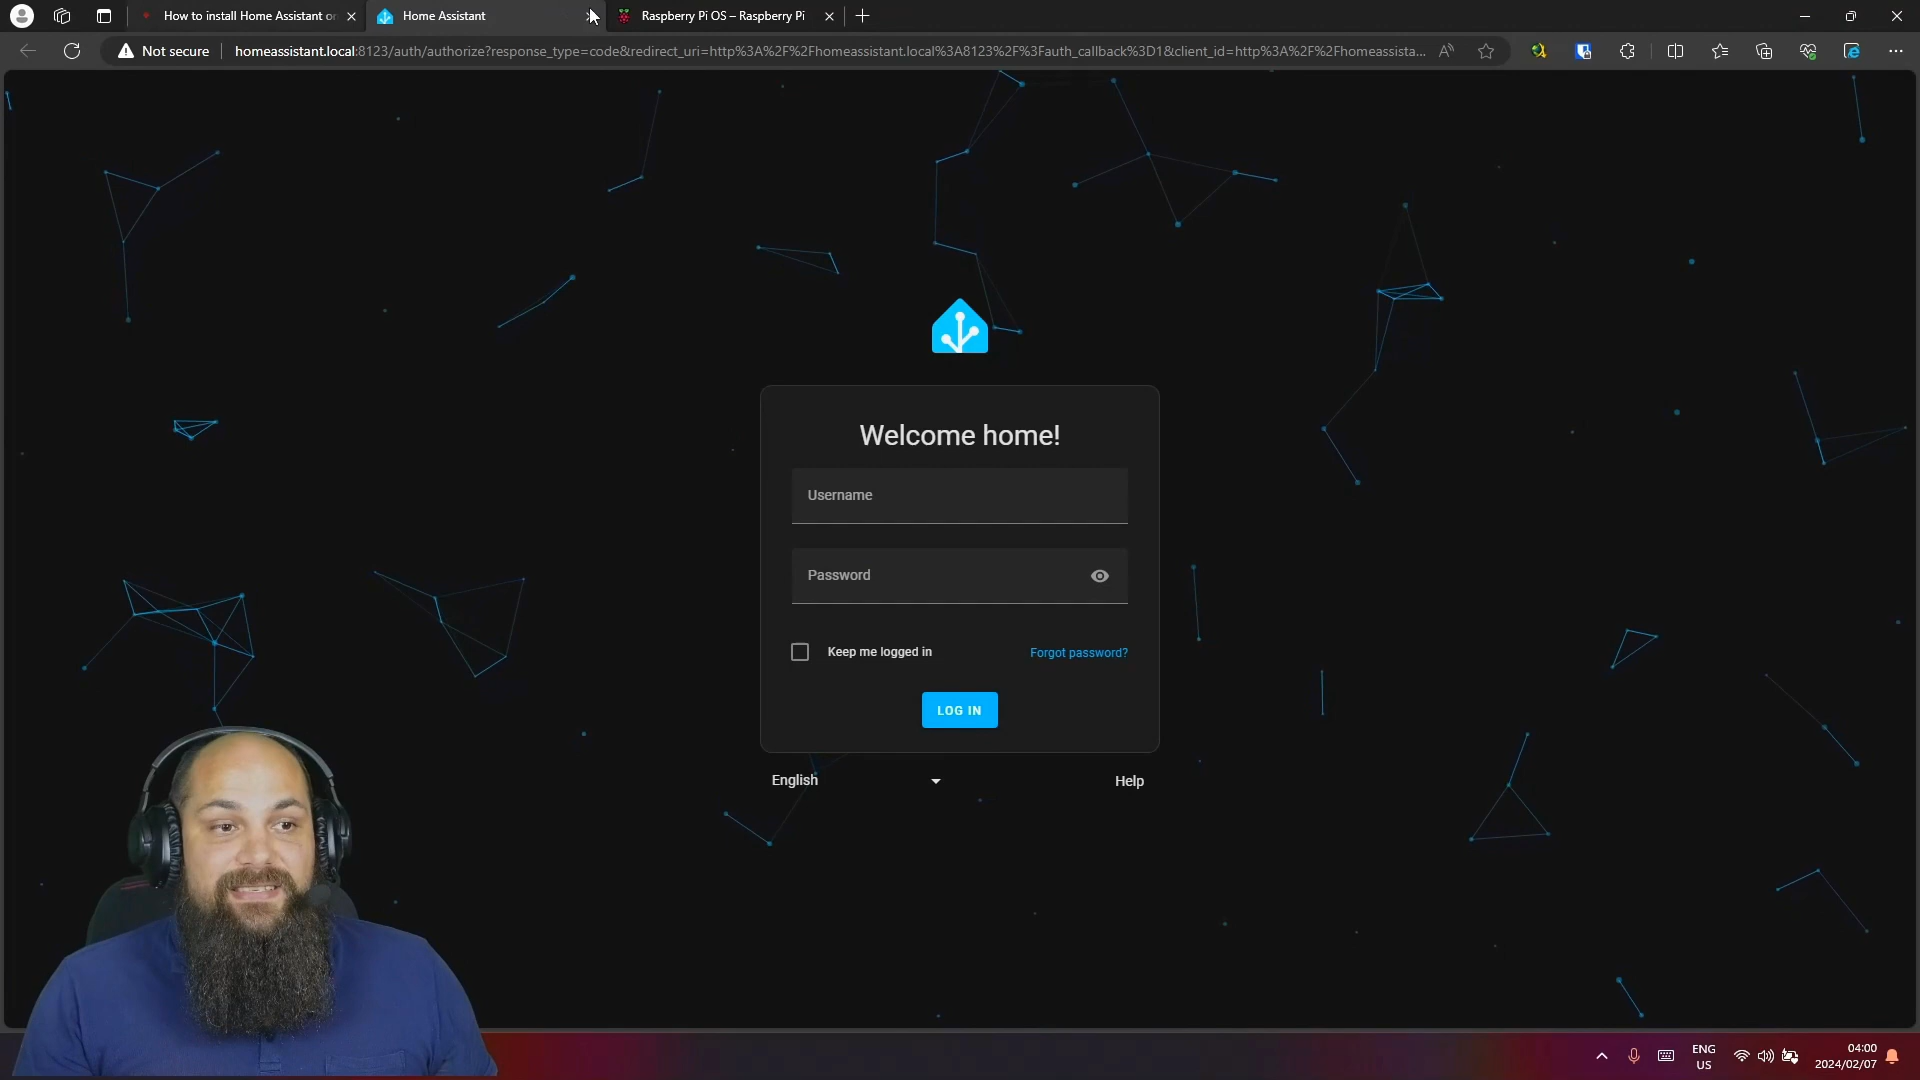 How to install Home Assistant on
Home Assistant
Raspberry Pi OS – Raspberry Pi
Not secure
homeassistant.local:8123/auth/authorize?response_type=code&redirect_uri=http%3A%2F%2Fhomeassistant.local%3A8123%2F%3Fauth_callback%3D1&client_id=http%3A%2F%2Fhomeassista...
Welcome home!
Username
Password
Keep me logged in
Forgot password?
LOG IN
English
Help
ENG
US
04:00
2024/02/07